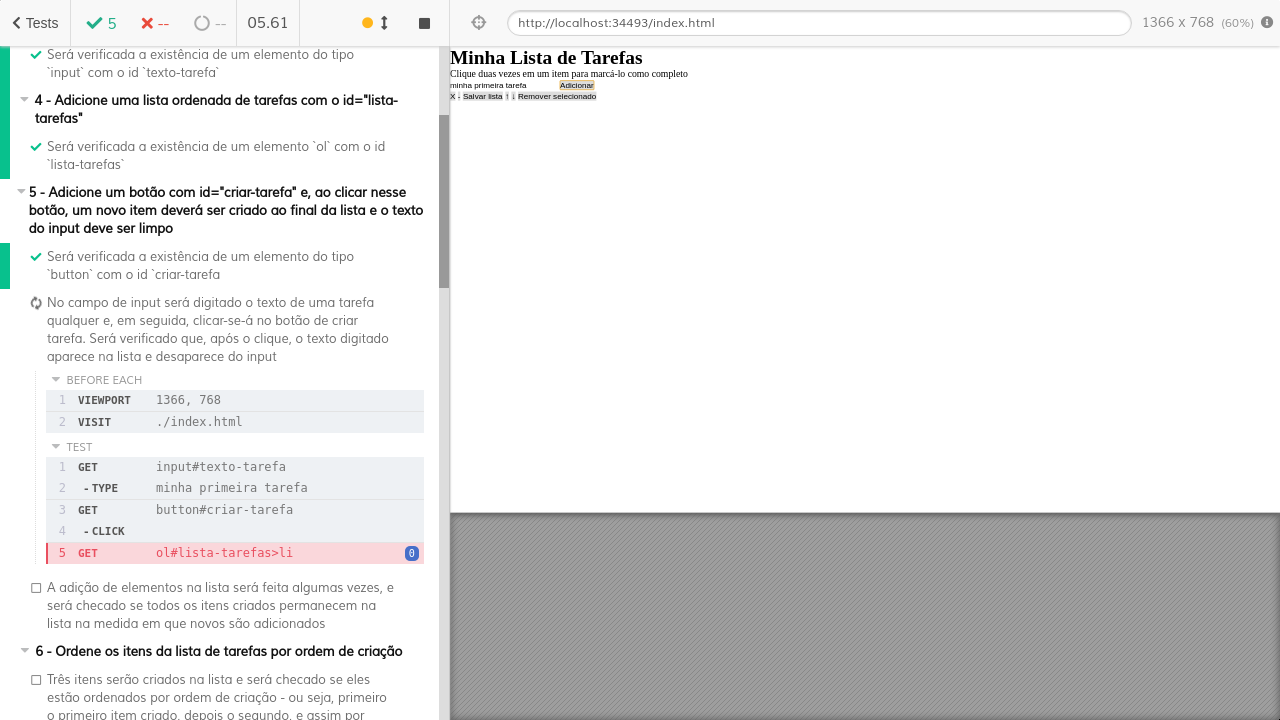 Tests 5 -- -- 05.61
http://localhost:34493/index.html 1366 x 768 (60%)
Será verificada a existência de um elemento do tipo
`input` com o id `texto-tarefa`
4 - Adicione uma lista ordenada de tarefas com o id="lista-
tarefas"
Será verificada a existência de um elemento `ol` com o id
`lista-tarefas`
5 - Adicione um botão com id="criar-tarefa" e, ao clicar nesse
botão, um novo item deverá ser criado ao final da lista e o texto
do input deve ser limpo
Será verificada a existência de um elemento do tipo
`button` com o id `criar-tarefa
No campo de input será digitado o texto de uma tarefa
qualquer e, em seguida, clicar-se-á no botão de criar
tarefa. Será verificado que, após o clique, o texto digitado
aparece na lista e desaparece do input
BEFORE EACH
1 VIEWPORT 1366, 768
2 VISIT ./index.html
TEST
1 GET input#texto-tarefa
2 -TYPE minha primeira tarefa
3 GET button#criar-tarefa
4 -CLICK
5 GET ol#lista-tarefas>li 0
A adição de elementos na lista será feita algumas vezes, e
será checado se todos os itens criados permanecem na
lista na medida em que novos são adicionados
6 - Ordene os itens da lista de tarefas por ordem de criação
Três itens serão criados na lista e será checado se eles
estão ordenados por ordem de criação - ou seja, primeiro
o primeiro item criado, depois o segundo, e assim por
Minha Lista de Tarefas
Clique duas vezes em um item para marcá-lo como completo
minha primeira tarefa Adicionar
X - Salvar lista ↑ ↓ Remover selecionado